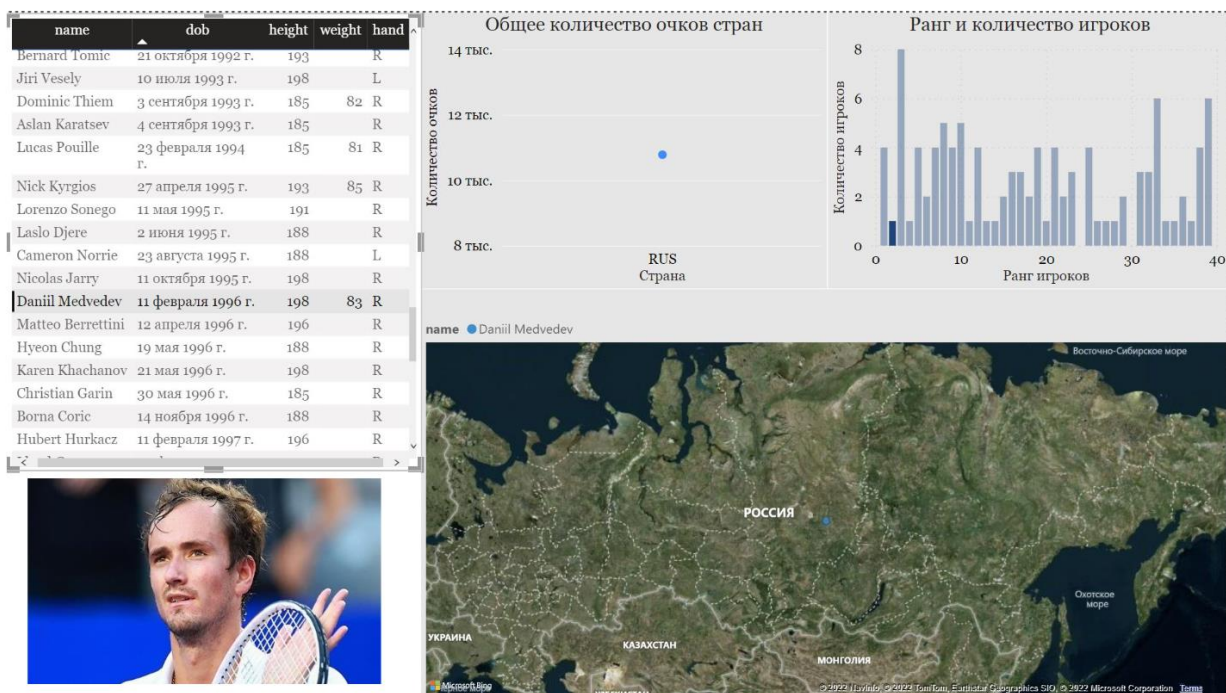 name dob height weight hand
Bernard Tomic 21 октября 1992 г. 193 R
Jiri Vesely 10 июля 1993 г. 198 L
Dominic Thiem 3 сентября 1993 г. 185 82 R
Aslan Karatsev 4 сентября 1993 г. 185 R
Lucas Pouille 23 февраля 1994 185 81 R
г.
Nick Kyrgios 27 апреля 1995 г. 193 85 R
Lorenzo Sonego 11 мая 1995 г. 191 R
Laslo Djere 2 июня 1995 г. 188 R
Cameron Norrie 23 августа 1995 г. 188 L
Nicolas Jarry 11 октября 1995 г. 198 R
Daniil Medvedev 11 февраля 1996 г. 198 83 R
Matteo Berrettini 12 апреля 1996 г. 196 R
Hyeon Chung 19 мая 1996 г. 188 R
Karen Khachanov 21 мая 1996 г. 198 R
Christian Garin 30 мая 1996 г. 185 R
Borna Coric 14 ноября 1996 г. 188 R
Hubert Hurkacz 11 февраля 1997 г. 196 R
Общее количество очков стран
Количество очков
14 тыс.
12 тыс.
10 тыс.
8 тыс.
RUS
Страна
Ранг и количество игроков
Количество игроков
8
6
4
2
0
0 10 20 30 40
Ранг игроков
name Daniil Medvedev
Восточно-Сибирское море
РОССИЯ
Охотское
море
УКРАИНА
КАЗАХСТАН
МОНГОЛИЯ
Microsoft Bing
© 2022 NavInfo, © 2022 TomTom, Earthstar Geographics SIO, © 2022 Microsoft Corporation Terms